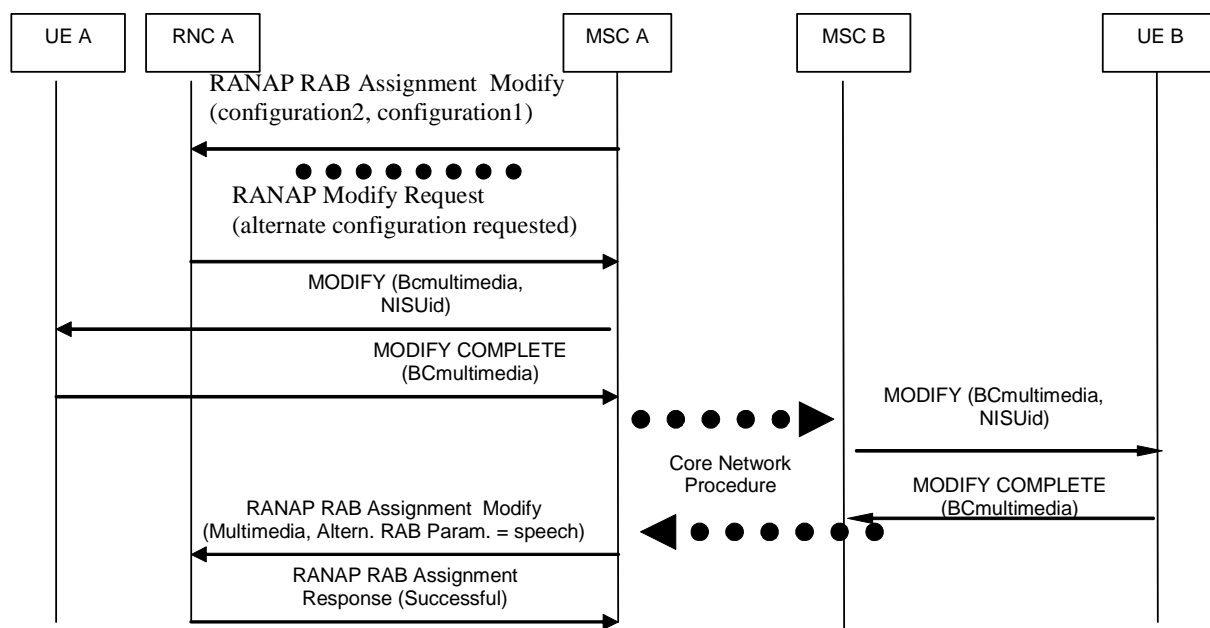 UE A
RNC A
MSC A
MSC B
UE B
RANAP RAB Assignment Modify
(configuration2, configuration1)
RANAP Modify Request
(alternate configuration requested)
MODIFY (Bcmultimedia,
NISUid)
MODIFY COMPLETE
(BCmultimedia)
MODIFY (BCmultimedia,
NISUid)
Core Network
Procedure
MODIFY COMPLETE
(BCmultimedia)
RANAP RAB Assignment Modify
(Multimedia, Altern. RAB Param. = speech)
RANAP RAB Assignment
Response (Successful)